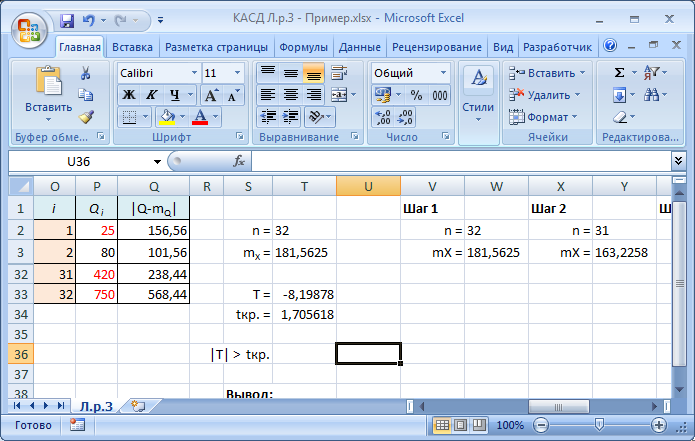 КАСД Л.р.3 - Пример.xlsx - Microsoft Excel
Главная Вставка Разметка страницы Формулы Данные Рецензирование Вид Разработчик
Calibri 11 Общий Вставить
Вставить Ж К Ч A A % 000 Стили Удалить
Формат
Буфер обме... Шрифт Выравнивание Число Ячейки Редактирова...
U36 fx
O P Q R S T U V W X Y
1 i Qi |Q-mQ| Шаг 1 Шаг 2 Ш
2 1 25 156,56 n = 32 n = 32 n = 31
3 2 80 101,56 mX = 181,5625 mX = 181,5625 mX = 163,2258
32 31 420 238,44
33 32 750 568,44 T = -8,19878
34 tкр. = 1,705618
35
36 |T| > tкр.
37
38 Вывод:
Л.р.3
Готово 100%